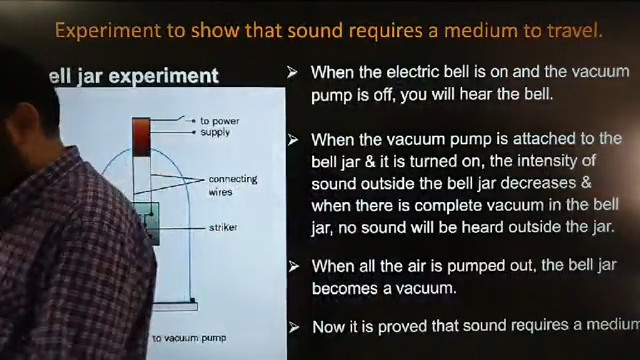 Experiment to show that sound requires a medium to travel.
ell jar experiment
to power
supply
connecting
wires
striker
to vacuum pump
➢ When the electric bell is on and the vacuum
pump is off, you will hear the bell.
➢ When the vacuum pump is attached to the
bell jar & it is turned on, the intensity of
sound outside the bell jar decreases &
when there is complete vacuum in the bell
jar, no sound will be heard outside the jar.
➢ When all the air is pumped out, the bell jar
becomes a vacuum.
➢ Now it is proved that sound requires a medium